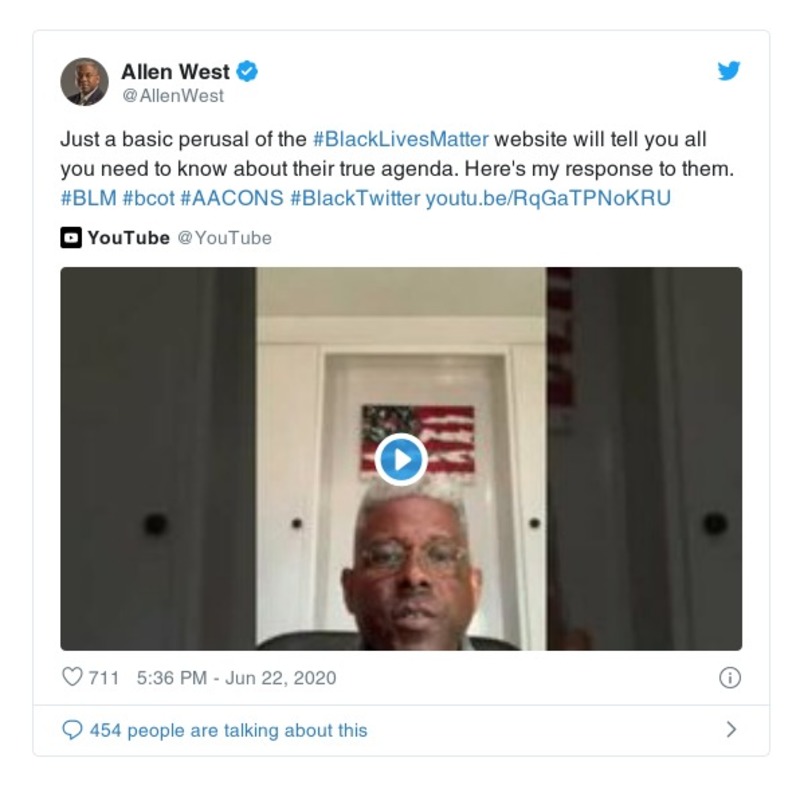 Allen West
@AllenWest
Just a basic perusal of the #BlackLivesMatter website will tell you all
you need to know about their true agenda. Here's my response to them.
#BLM #bcot #AACONS #BlackTwitter youtu.be/RqGaTPNoKRU
YouTube @YouTube
711 5:36 PM - Jun 22, 2020
454 people are talking about this